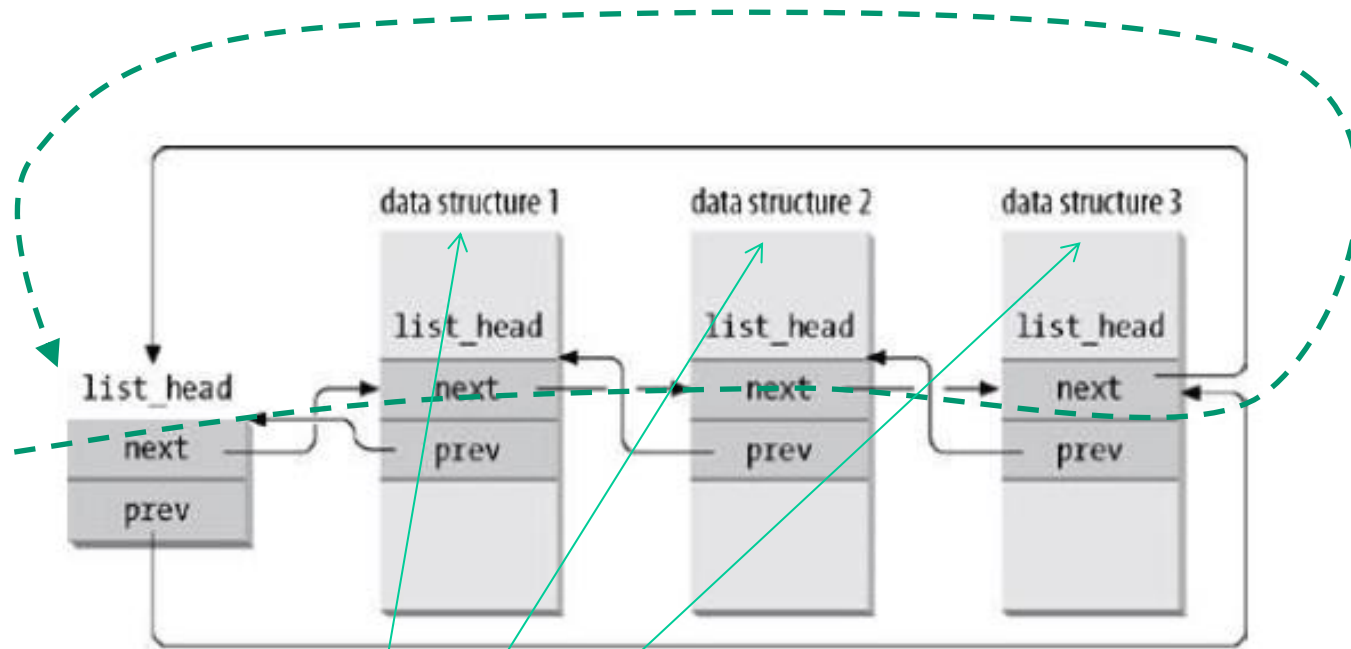 data structure 1
data structure 2
data structure 3
list_head
list_head
list_head
list_head
next
next
next
next
prev
prev
prev
prev